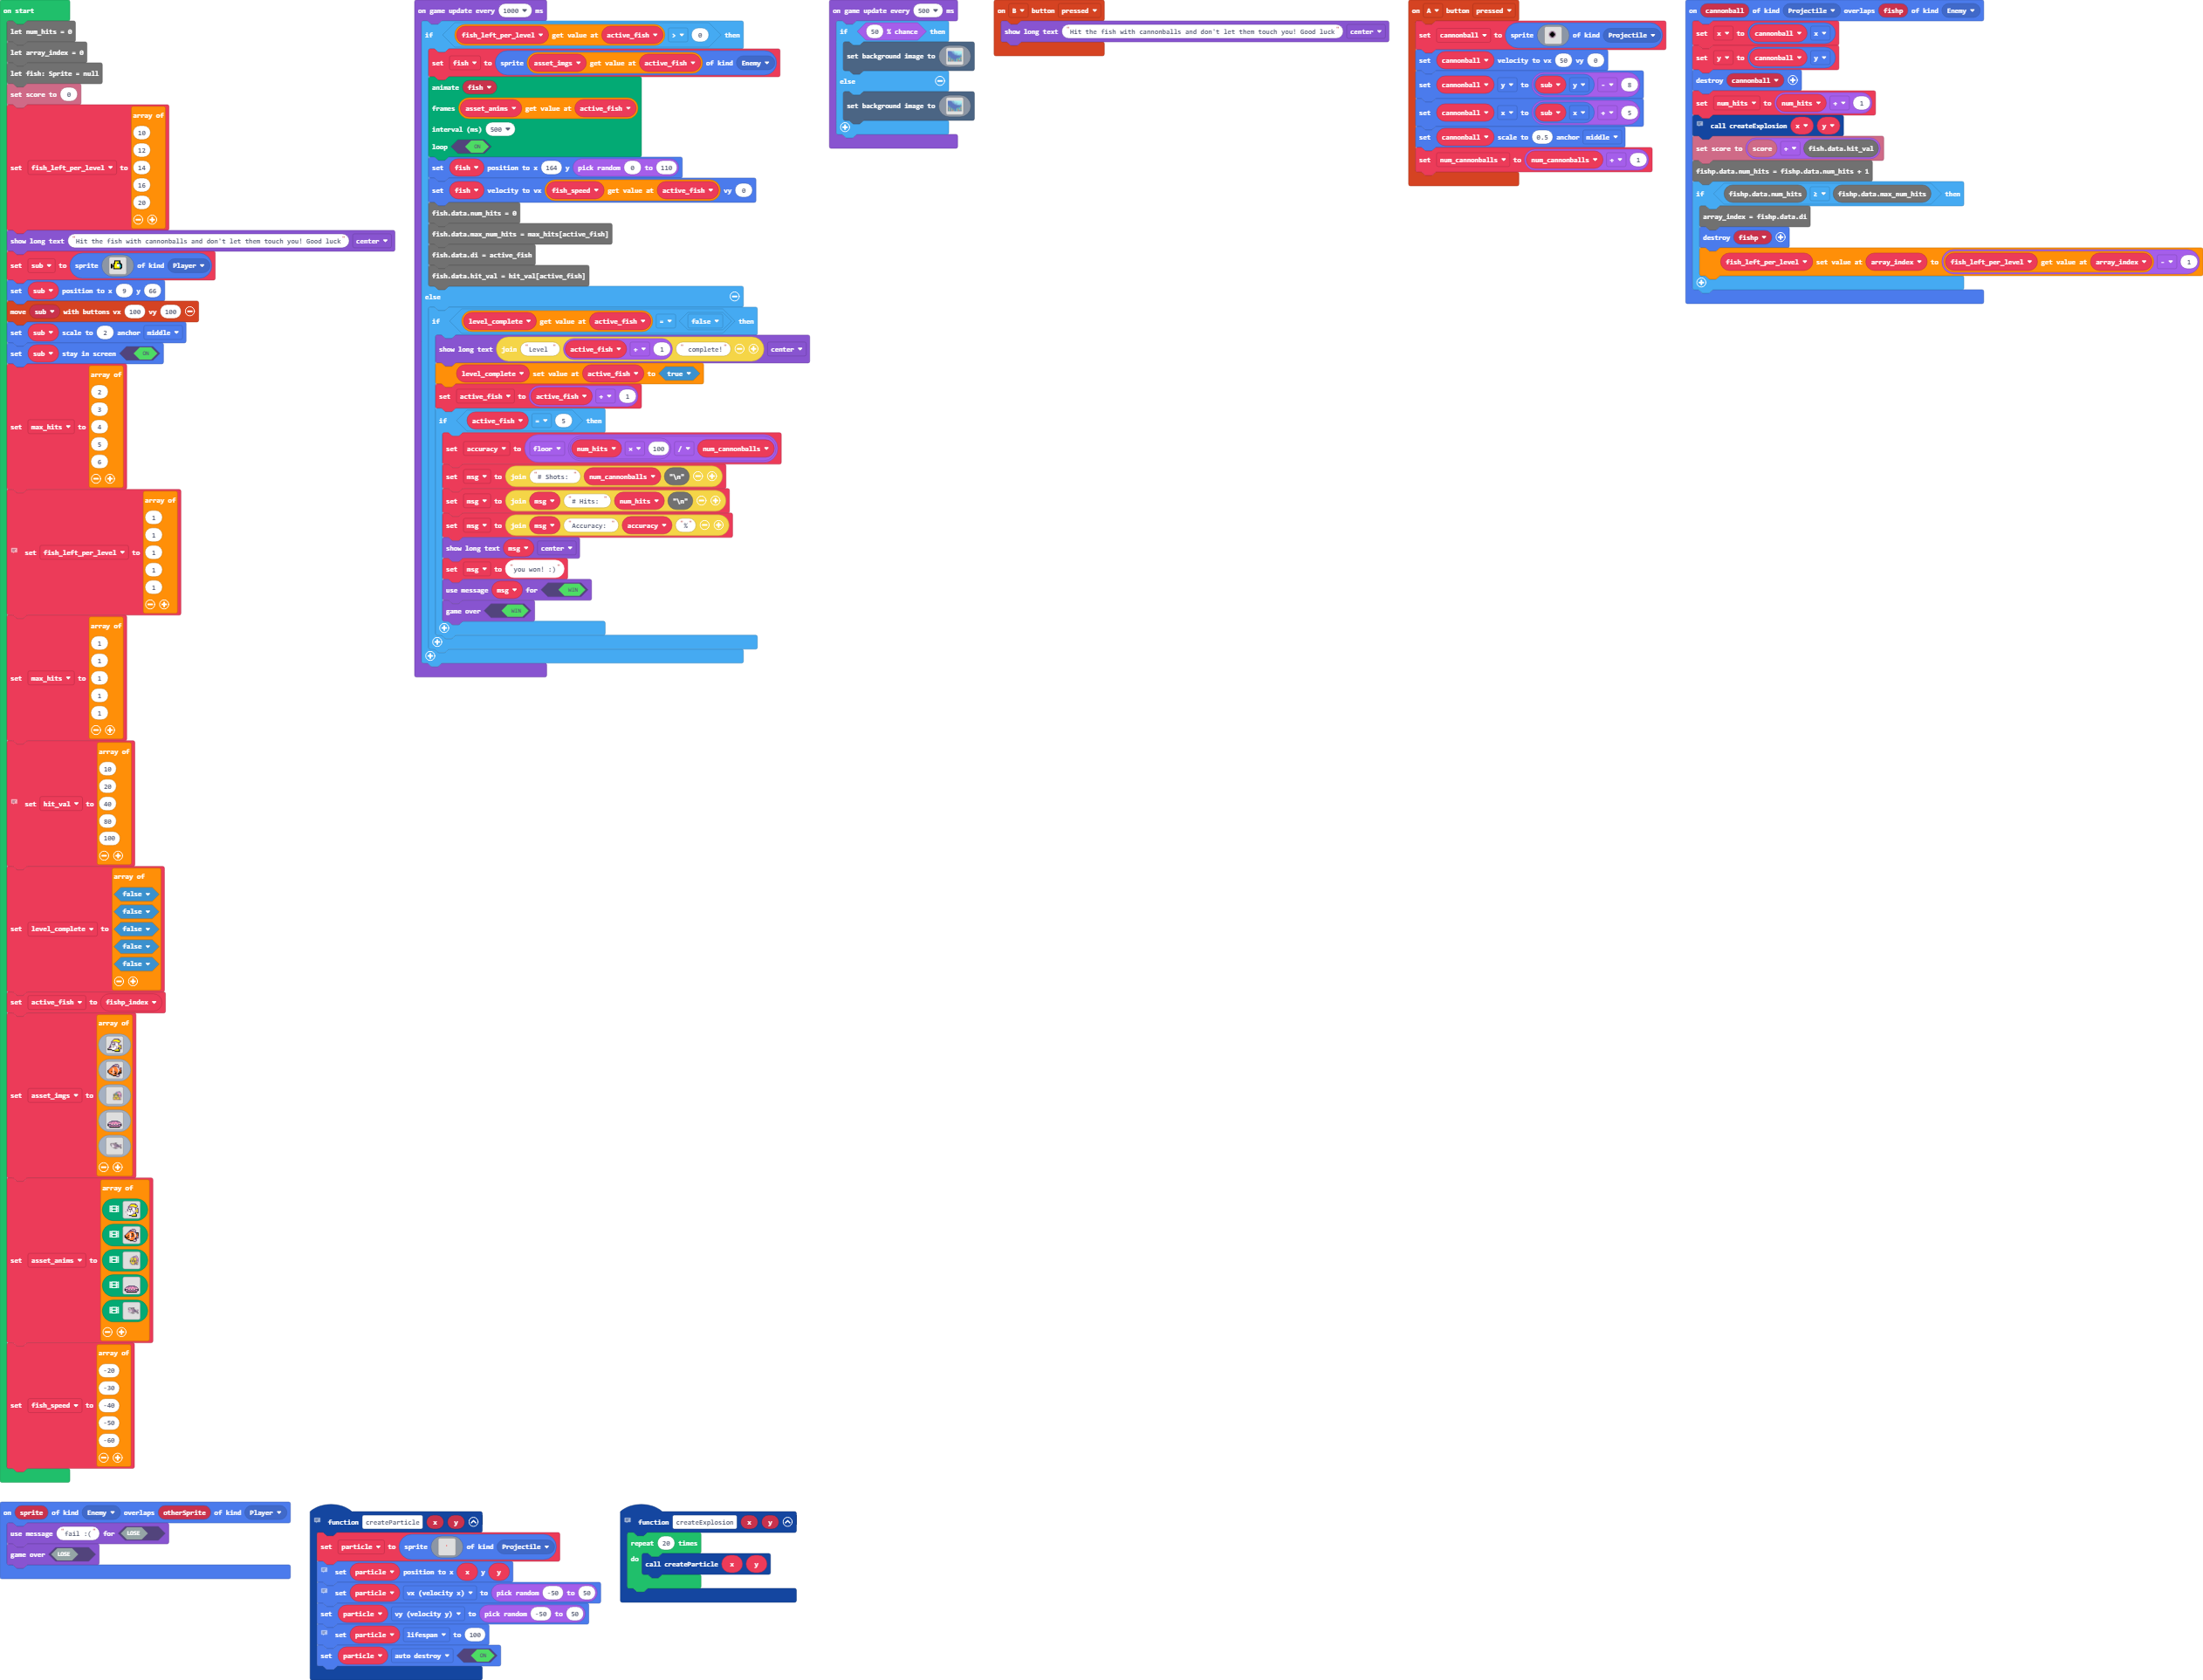 on start
let num_hits = 0
let array_index = 0
let fish: Sprite = null
set score to 0
set fish_left_per_level to array of
10
12
14
16
20
show long text "Hit the fish with cannonballs and don't let them touch you! Good luck" center
set sub to sprite of kind Player
set sub position to x 9 y 66
move sub with buttons vx 100 vy 100
set sub scale to 2 anchor middle
set sub stay in screen ON
set max_hits to array of
2
3
4
5
6
set fish_left_per_level to array of
1
1
1
1
1
set max_hits to array of
1
1
1
1
1
set hit_val to array of
10
20
40
80
100
set level_complete to array of
false
false
false
false
false
set active_fish to fishp_index
set asset_imgs to array of
set asset_anims to array of
set fish_speed to array of
-20
-30
-40
-50
-60
on game update every 1000 ms
if fish_left_per_level get value at active_fish > 0 then
set fish to sprite asset_imgs get value at active_fish of kind Enemy
animate fish
frames asset_anims get value at active_fish
interval (ms) 500
loop ON
set fish position to x 164 y pick random 0 to 110
set fish velocity to vx fish_speed get value at active_fish vy 0
fish.data.num_hits = 0
fish.data.max_num_hits = max_hits[active_fish]
fish.data.di = active_fish
fish.data.hit_val = hit_val[active_fish]
else
if level_complete get value at active_fish = false then
show long text join "Level " active_fish + 1 " complete!" center
level_complete set value at active_fish to true
set active_fish to active_fish + 1
if active_fish = 5 then
set accuracy to floor num_hits x 100 / num_cannonballs
set msg to join "# Shots: " num_cannonballs "\n"
set msg to join msg "# Hits: " num_hits "\n"
set msg to join msg "Accuracy: " accuracy "%"
show long text msg center
set msg to "you won! :)"
use message msg for WIN
game over WIN
on game update every 500 ms
if 50 % chance then
set background image to
else
set background image to
on B button pressed
show long text "Hit the fish with cannonballs and don't let them touch you! Good luck" center
on A button pressed
set cannonball to sprite of kind Projectile
set cannonball velocity to vx 50 vy 0
set cannonball y to sub y - 8
set cannonball x to sub x + 5
set cannonball scale to 0.5 anchor middle
set num_cannonballs to num_cannonballs + 1
on cannonball of kind Projectile overlaps fishp of kind Enemy
set x to cannonball x
set y to cannonball y
destroy cannonball
set num_hits to num_hits + 1
call createExplosion x y
set score to score + fish.data.hit_val
fishp.data.num_hits = fishp.data.num_hits + 1
if fishp.data.num_hits ≥ fishp.data.max_num_hits then
array_index = fishp.data.di
destroy fishp
fish_left_per_level set value at array_index to fish_left_per_level get value at array_index - 1
on sprite of kind Enemy overlaps otherSprite of kind Player
use message "fail :(" for LOSE
game over LOSE
function createParticle x y
set particle to sprite of kind Projectile
set particle position to x x y y
set particle vx (velocity x) to pick random -50 to 50
set particle vy (velocity y) to pick random -50 to 50
set particle lifespan to 100
set particle auto destroy ON
function createExplosion x y
repeat 20 times
do call createParticle x y